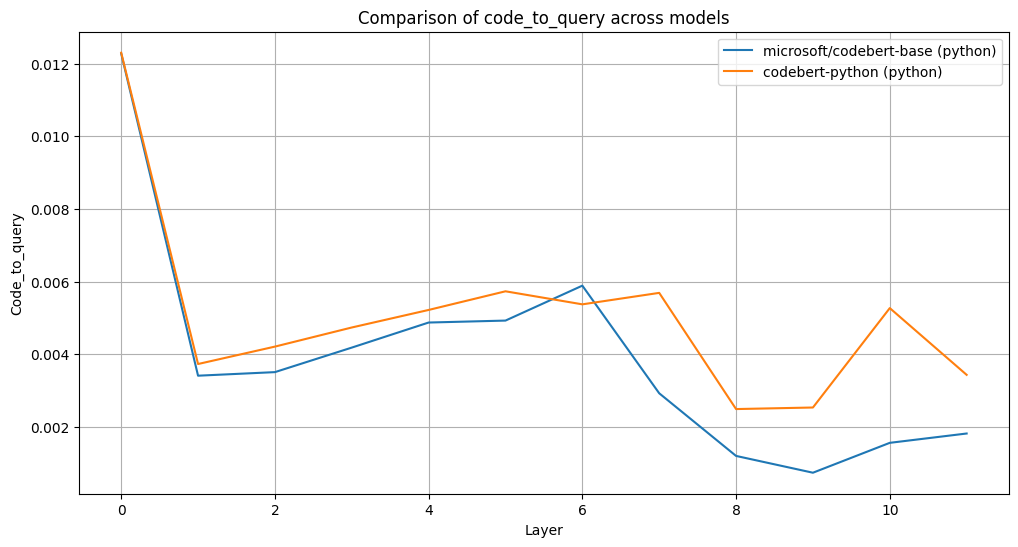 Comparison of code_to_query across models
microsoft/codebert-base (python)
codebert-python (python)
Code_to_query
0.012
0.010
0.008
0.006
0.004
0.002
0 2 4 6 8 10
Layer